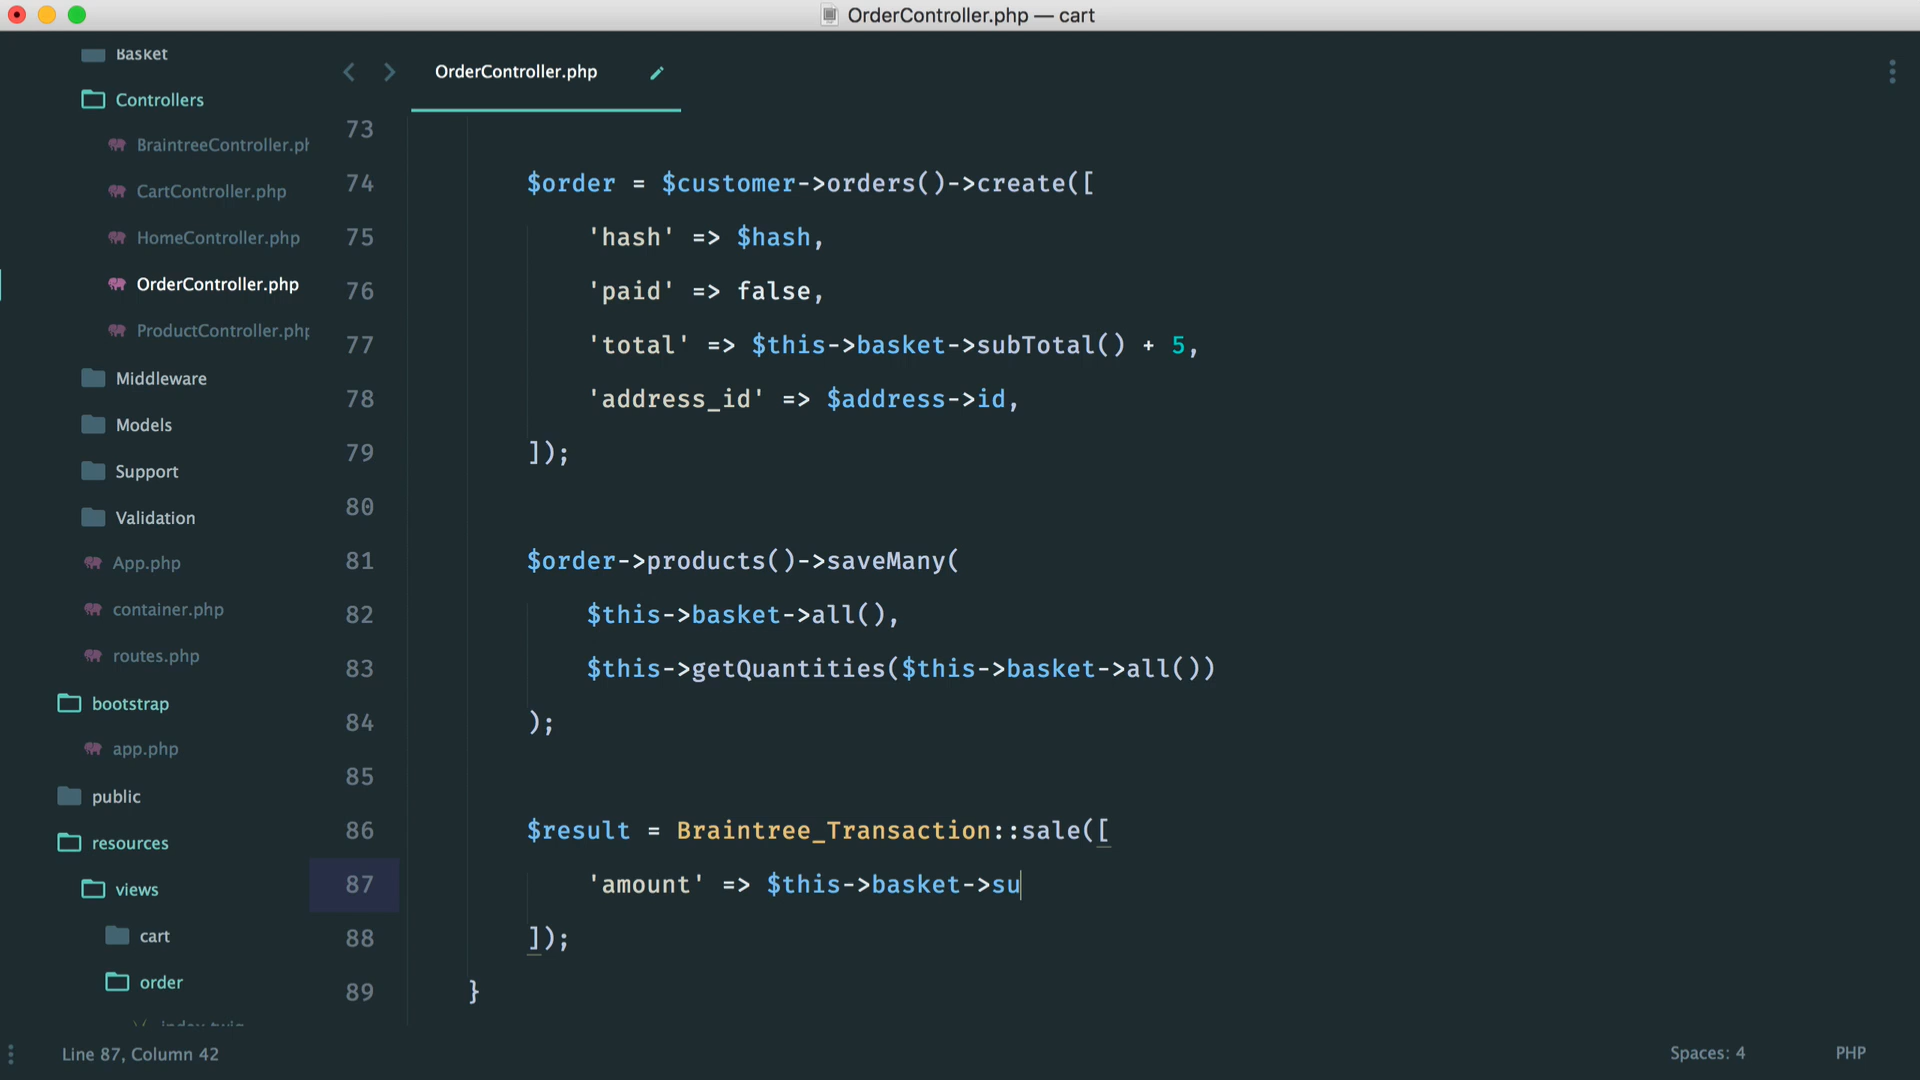 OrderController.php — cart
Basket
Controllers
BraintreeController.ph
CartController.php
HomeController.php
OrderController.php
ProductController.php
Middleware
Models
Support
Validation
App.php
container.php
routes.php
bootstrap
app.php
public
resources
views
cart
order
index.twig
OrderController.php
73
74 $order = $customer->orders()->create([
75 'hash' => $hash,
76 'paid' => false,
77 'total' => $this->basket->subTotal() + 5,
78 'address_id' => $address->id,
79 ]);
80
81 $order->products()->saveMany(
82 $this->basket->all(),
83 $this->getQuantities($this->basket->all())
84 );
85
86 $result = Braintree_Transaction::sale([
87 'amount' => $this->basket->su
88 ]);
89 }
Line 87, Column 42
Spaces: 4
PHP